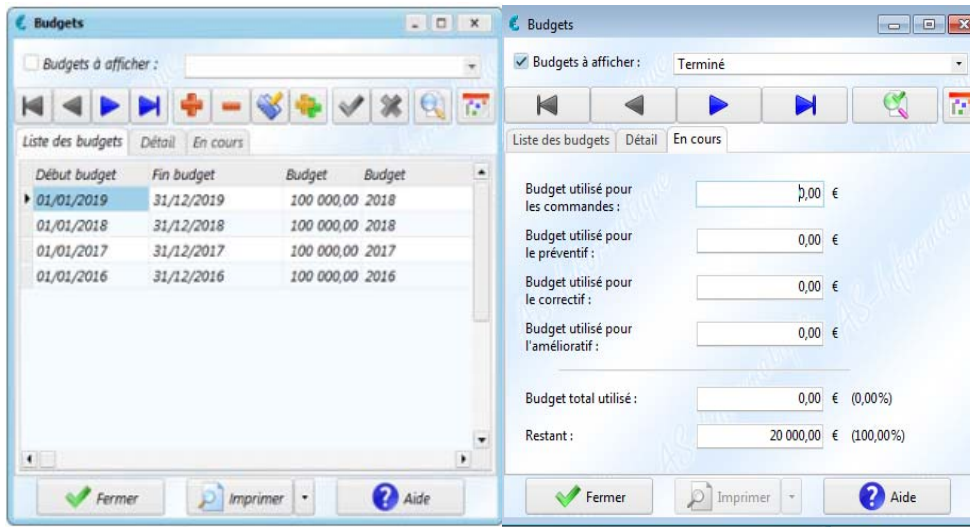 Budgets
Budgets à afficher :
Liste des budgets Détail En cours
Début budget Fin budget Budget Budget
01/01/2019 31/12/2019 100 000,00 2018
01/01/2018 31/12/2018 100 000,00 2018
01/01/2017 31/12/2017 100 000,00 2017
01/01/2016 31/12/2016 100 000,00 2016
Fermer Imprimer Aide
Budgets
Budgets à afficher : Terminé
Liste des budgets Détail En cours
Budget utilisé pour
les commandes : 0,00 €
Budget utilisé pour
le préventif : 0,00 €
Budget utilisé pour
le correctif : 0,00 €
Budget utilisé pour
l'amélioratif : 0,00 €
Budget total utilisé : 0,00 € (0,00%)
Restant : 20 000,00 € (100,00%)
Fermer Imprimer Aide